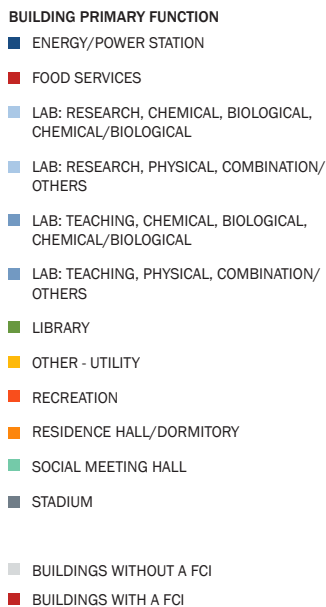 BUILDING PRIMARY FUNCTION
ENERGY/POWER STATION
FOOD SERVICES
LAB: RESEARCH, CHEMICAL, BIOLOGICAL,
CHEMICAL/BIOLOGICAL
LAB: RESEARCH, PHYSICAL, COMBINATION/
OTHERS
LAB: TEACHING, CHEMICAL, BIOLOGICAL,
CHEMICAL/BIOLOGICAL
LAB: TEACHING, PHYSICAL, COMBINATION/
OTHERS
LIBRARY
OTHER - UTILITY
RECREATION
RESIDENCE HALL/DORMITORY
SOCIAL MEETING HALL
STADIUM
BUILDINGS WITHOUT A FCI
BUILDINGS WITH A FCI